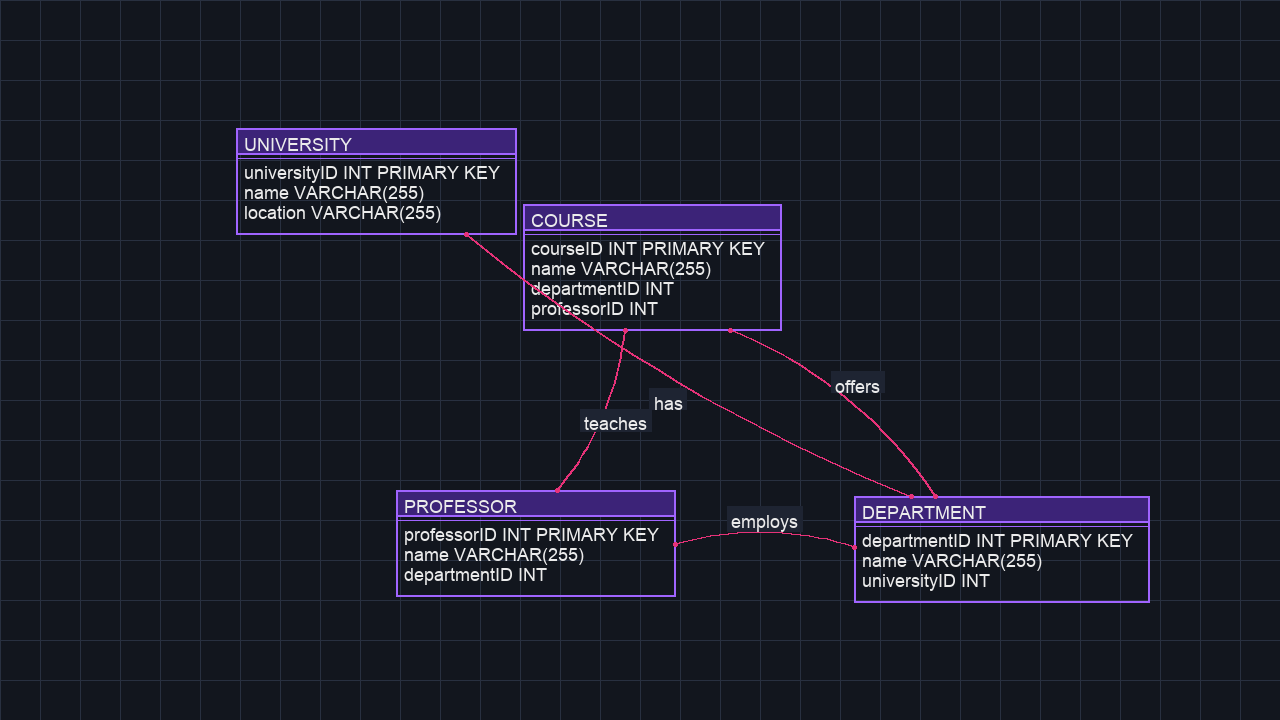 UNIVERSITY
universityID INT PRIMARY KEY
name VARCHAR(255)
location VARCHAR(255)
COURSE
courseID INT PRIMARY KEY
name VARCHAR(255)
departmentID INT
professorID INT
offers
has
teaches
PROFESSOR
professorID INT PRIMARY KEY
name VARCHAR(255)
departmentID INT
employs
DEPARTMENT
departmentID INT PRIMARY KEY
name VARCHAR(255)
universityID INT